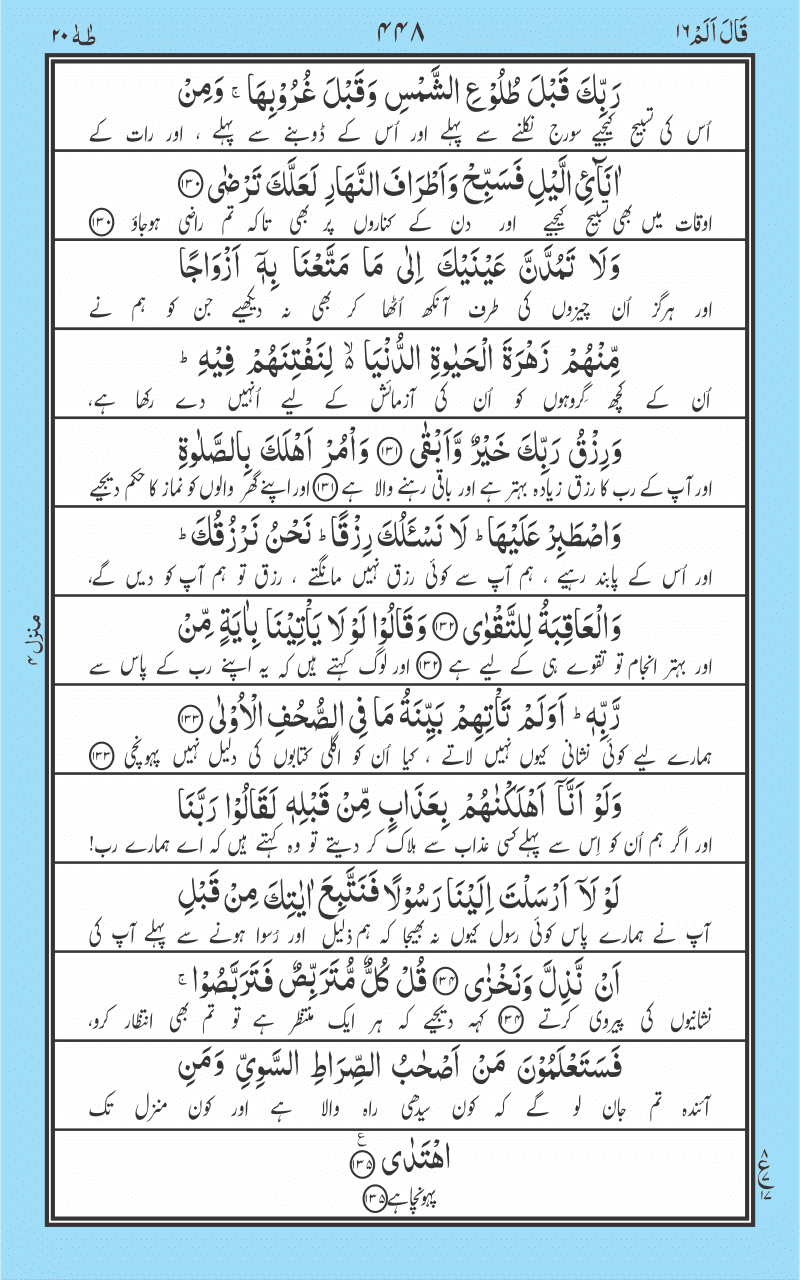 قَالَ اَلَمْ ١٦
٤٤٨
طٰهٰ ٢٠
رَبِّكَ قَبْلَ طُلُوْعِ الشَّمْسِ وَقَبْلَ غُرُوْبِهَا ۚ وَمِنْ
اُس کی تسبیح کیجیے سورج نکلنے سے پہلے اور اُس کے ڈوبنے سے پہلے ، اور رات کے
اٰنَآئِ الَّيْلِ فَسَبِّحْ وَاَطْرَافَ النَّهَارِ لَعَلَّكَ تَرْضٰى ١٣٠
اوقات میں بھی تسبیح کیجیے اور دن کے کناروں پر بھی تاکہ تم راضی ہوجاؤ ١٣٠
وَلَا تَمُدَّنَّ عَيْنَيْكَ اِلٰى مَا مَتَّعْنَا بِهٖٓ اَزْوَاجًا
اور ہرگز اُن چیزوں کی طرف آنکھ اُٹھا کر بھی نہ دیکھیے جن کو ہم نے
مِّنْهُمْ زَهْرَةَ الْحَيٰوةِ الدُّنْيَا ۙ لِنَفْتِنَهُمْ فِيْهِ ؕ
اُن کے کچھ گِروہوں کو اُن کی آزمائش کے لیے اُنہیں دے رکھا ہے،
وَرِزْقُ رَبِّكَ خَيْرٌ وَّاَبْقٰى ١٣١ وَاْمُرْ اَهْلَكَ بِالصَّلٰوةِ
اور آپ کے رب کا رزق زیادہ بہتر ہے اور باقی رہنے والا ہے ١٣١ اور اپنے گھر والوں کو نماز کا حکم دیجیے
وَاصْطَبِرْ عَلَيْهَا ؕ لَا نَسْـَٔلُكَ رِزْقًا ؕ نَحْنُ نَرْزُقُكَ ؕ
اور اُس کے پابند رہیے ، ہم آپ سے کوئی رزق نہیں مانگتے ، رزق تو ہم آپ کو دیں گے،
وَالْعَاقِبَةُ لِلتَّقْوٰى ١٣٢ وَقَالُوْا لَوْ لَا يَاْتِيْنَا بِاٰيَةٍ مِّنْ
اور بہتر انجام تو تقوے ہی کے لیے ہے ١٣٢ اور لوگ کہتے ہیں کہ یہ اپنے رب کے پاس سے
رَّبِّهٖ ؕ اَوَلَمْ تَاْتِهِمْ بَيِّنَةُ مَا فِى الصُّحُفِ الْاُوْلٰى ١٣٣
ہمارے لیے کوئی نشانی کیوں نہیں لاتے ، کیا اُن کو اگلی کتابوں کی دلیل نہیں پہونچی ١٣٣
وَلَوْ اَنَّآ اَهْلَكْنٰهُمْ بِعَذَابٍ مِّنْ قَبْلِهٖ لَقَالُوْا رَبَّنَا
اور اگر ہم اُن کو اِس سے پہلے کسی عذاب سے ہلاک کر دیتے تو وہ کہتے ہیں کہ اے ہمارے رب!
لَوْ لَآ اَرْسَلْتَ اِلَيْنَا رَسُوْلًا فَنَتَّبِعَ اٰيٰتِكَ مِنْ قَبْلِ
آپ نے ہمارے پاس کوئی رسول کیوں نہ بھیجا کہ ہم ذلیل اور رُسوا ہونے سے پہلے آپ کی
اَنْ نَّذِلَّ وَنَخْزٰى ١٣٤ قُلْ كُلٌّ مُّتَرَبِّصٌ فَتَرَبَّصُوْا ۚ
نشانیوں کی پیروی کرتے ١٣٤ کہہ دیجیے کہ ہر ایک منتظر ہے تو تم بھی انتظار کرو،
فَسَتَعْلَمُوْنَ مَنْ اَصْحٰبُ الصِّرَاطِ السَّوِيِّ وَمَنِ
آئندہ تم جان لو گے کہ کون سیدھی راہ والا ہے اور کون منزل تک
اهْتَدٰى ١٣٥ ع
پہونچا ہے ١٣٥
منزل ٤